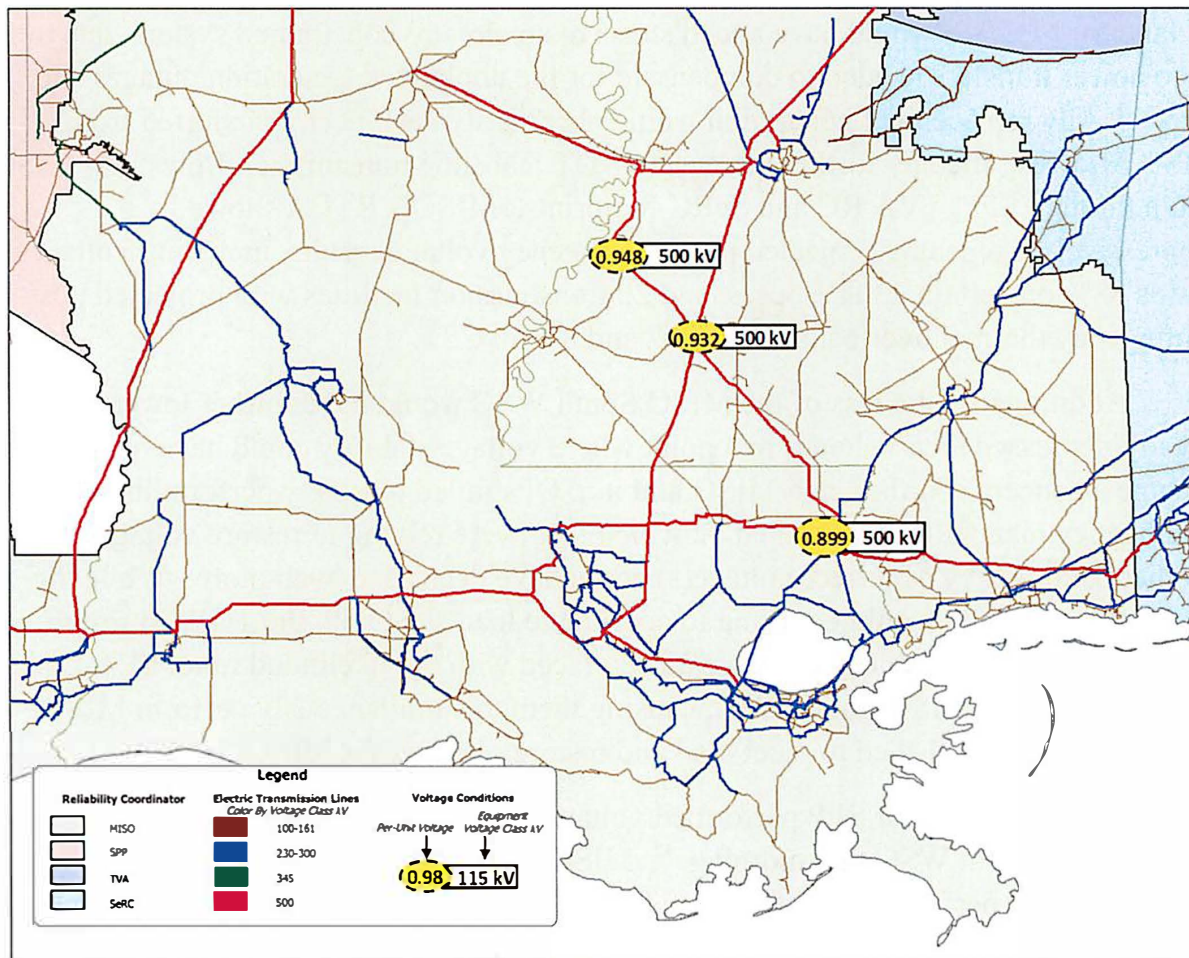 0.948 500 kV
0.932 500 kV
0.899 500 kV
Legend
Reliability Coordinator
MISO
SPP
TVA
SeRC
Electric Transmission Lines
Color By Voltage Class kV
100-161
230-300
345
500
Voltage Conditions
Per-Unit Voltage
Equipment
Voltage Class kV
0.98 115 kV